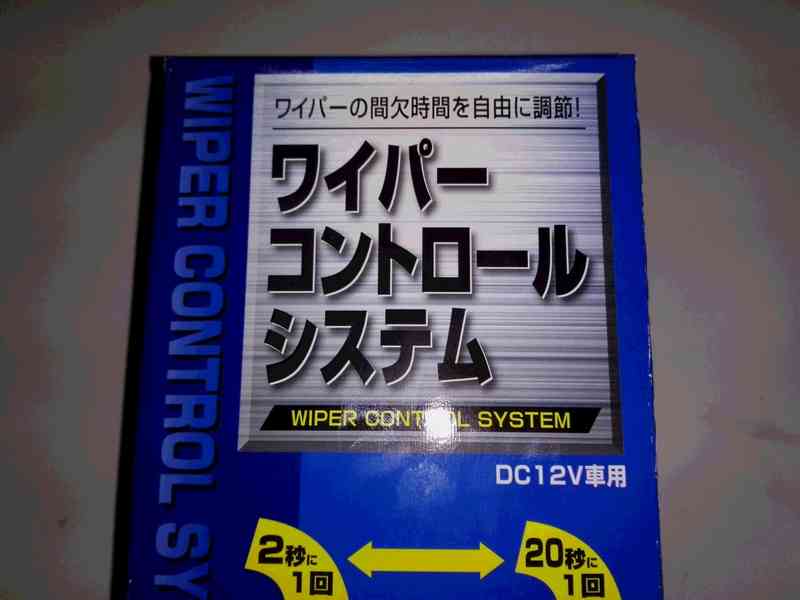 WIPER CONTROL SY
ワイパーの間欠時間を自由に調節!
ワイパー
コントロール
システム
WIPER CONTROL SYSTEM
DC12V車用
2秒に
1回
20秒に
1回